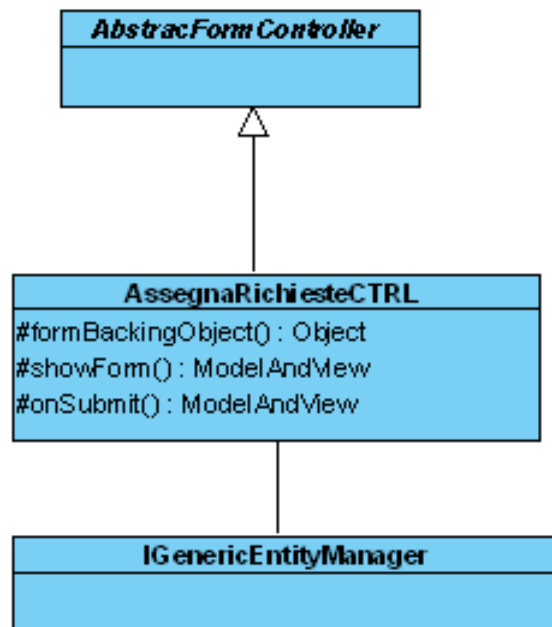 AbstracFormController
AssegnaRichiesteCTRL
#formBackingObject() : Object
#showForm() : ModelAndView
#onSubmit() : ModelAndView
IGenericEntityManager